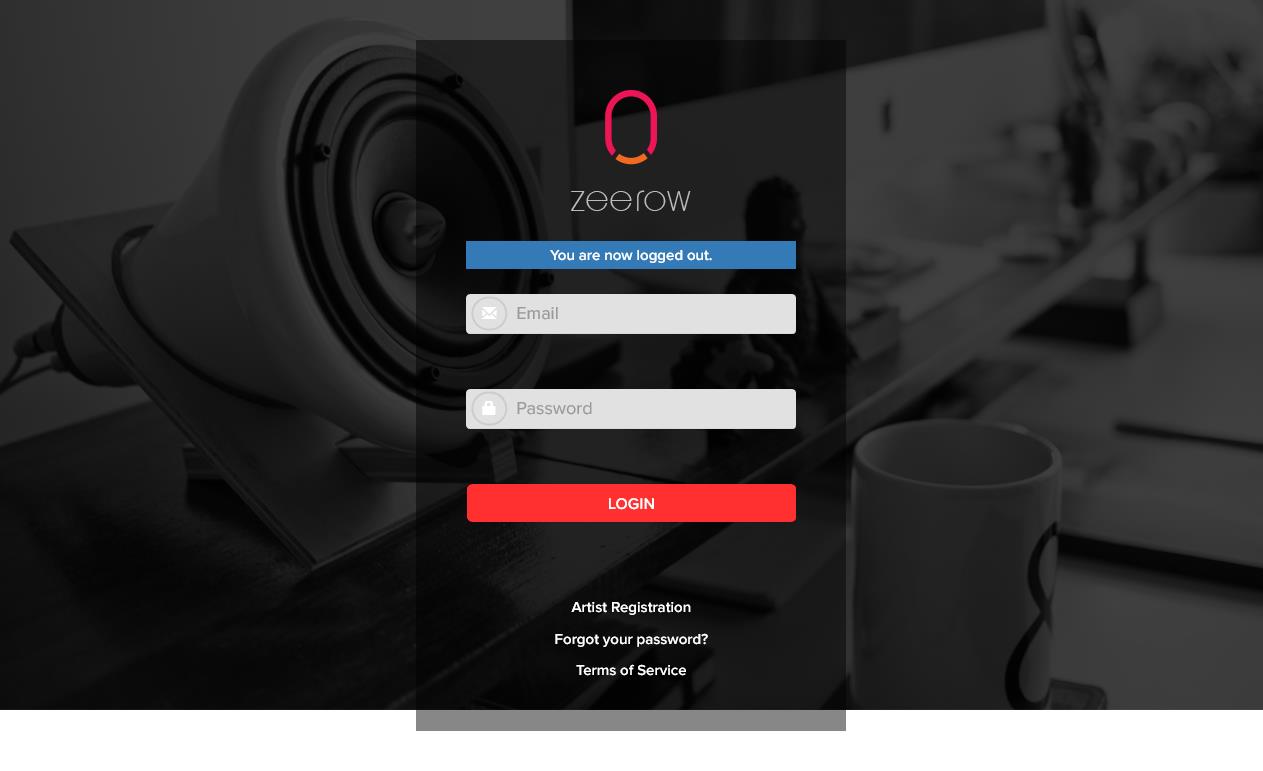 zeerow
You are now logged out.
Email
Password
LOGIN
Artist Registration
Forgot your password?
Terms of Service